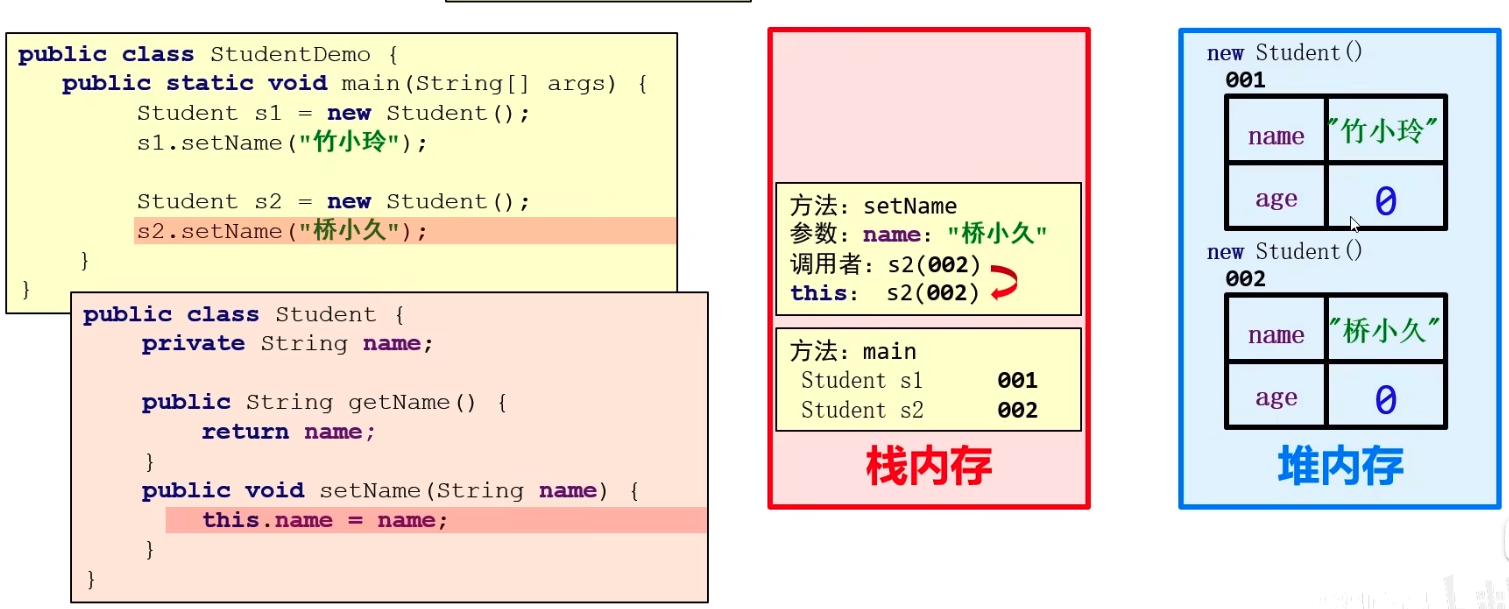 public class StudentDemo {
public static void main(String[] args) {
Student s1 = new Student();
s1.setName("竹小玲");
Student s2 = new Student();
s2.setName("桥小久");
}
}
public class Student {
private String name;
public String getName() {
return name;
}
public void setName(String name) {
this.name = name;
}
}
方法：setName
参数：name："桥小久"
调用者：s2(002)
this： s2(002)
方法：main
Student s1 001
Student s2 002
栈内存
new Student()
001
name "竹小玲"
age 0
new Student()
002
name "桥小久"
age 0
堆内存